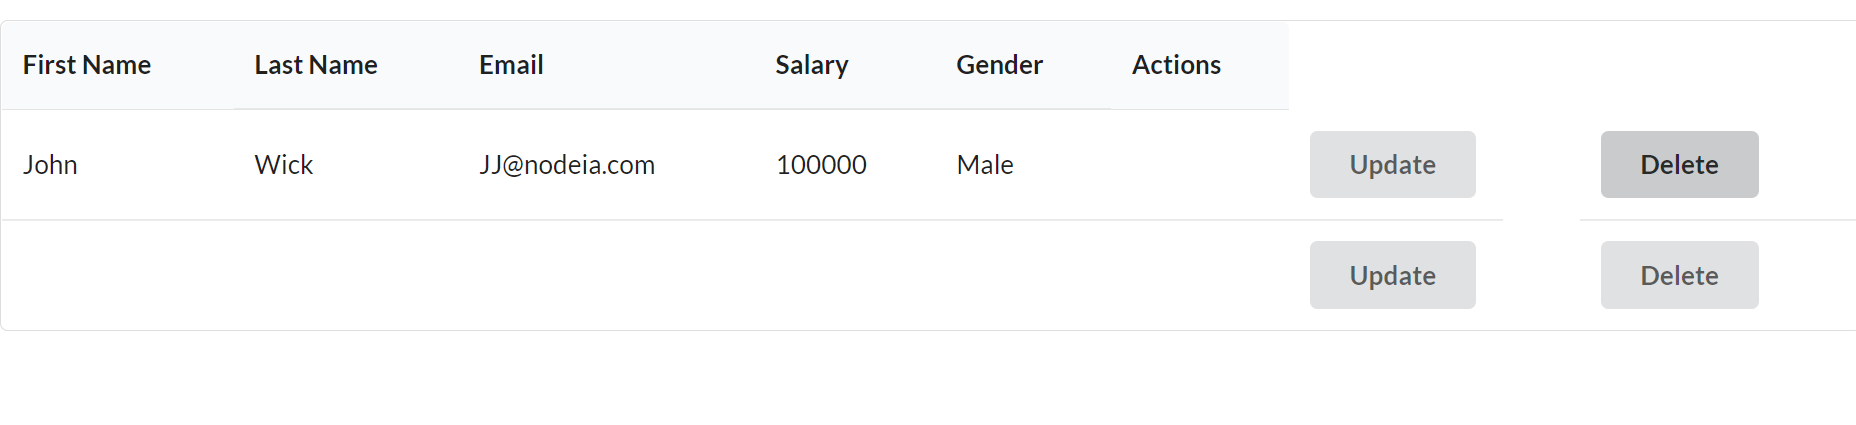 First Name Last Name Email Salary Gender Actions
John Wick JJ@nodeia.com 100000 Male Update Delete
Update Delete